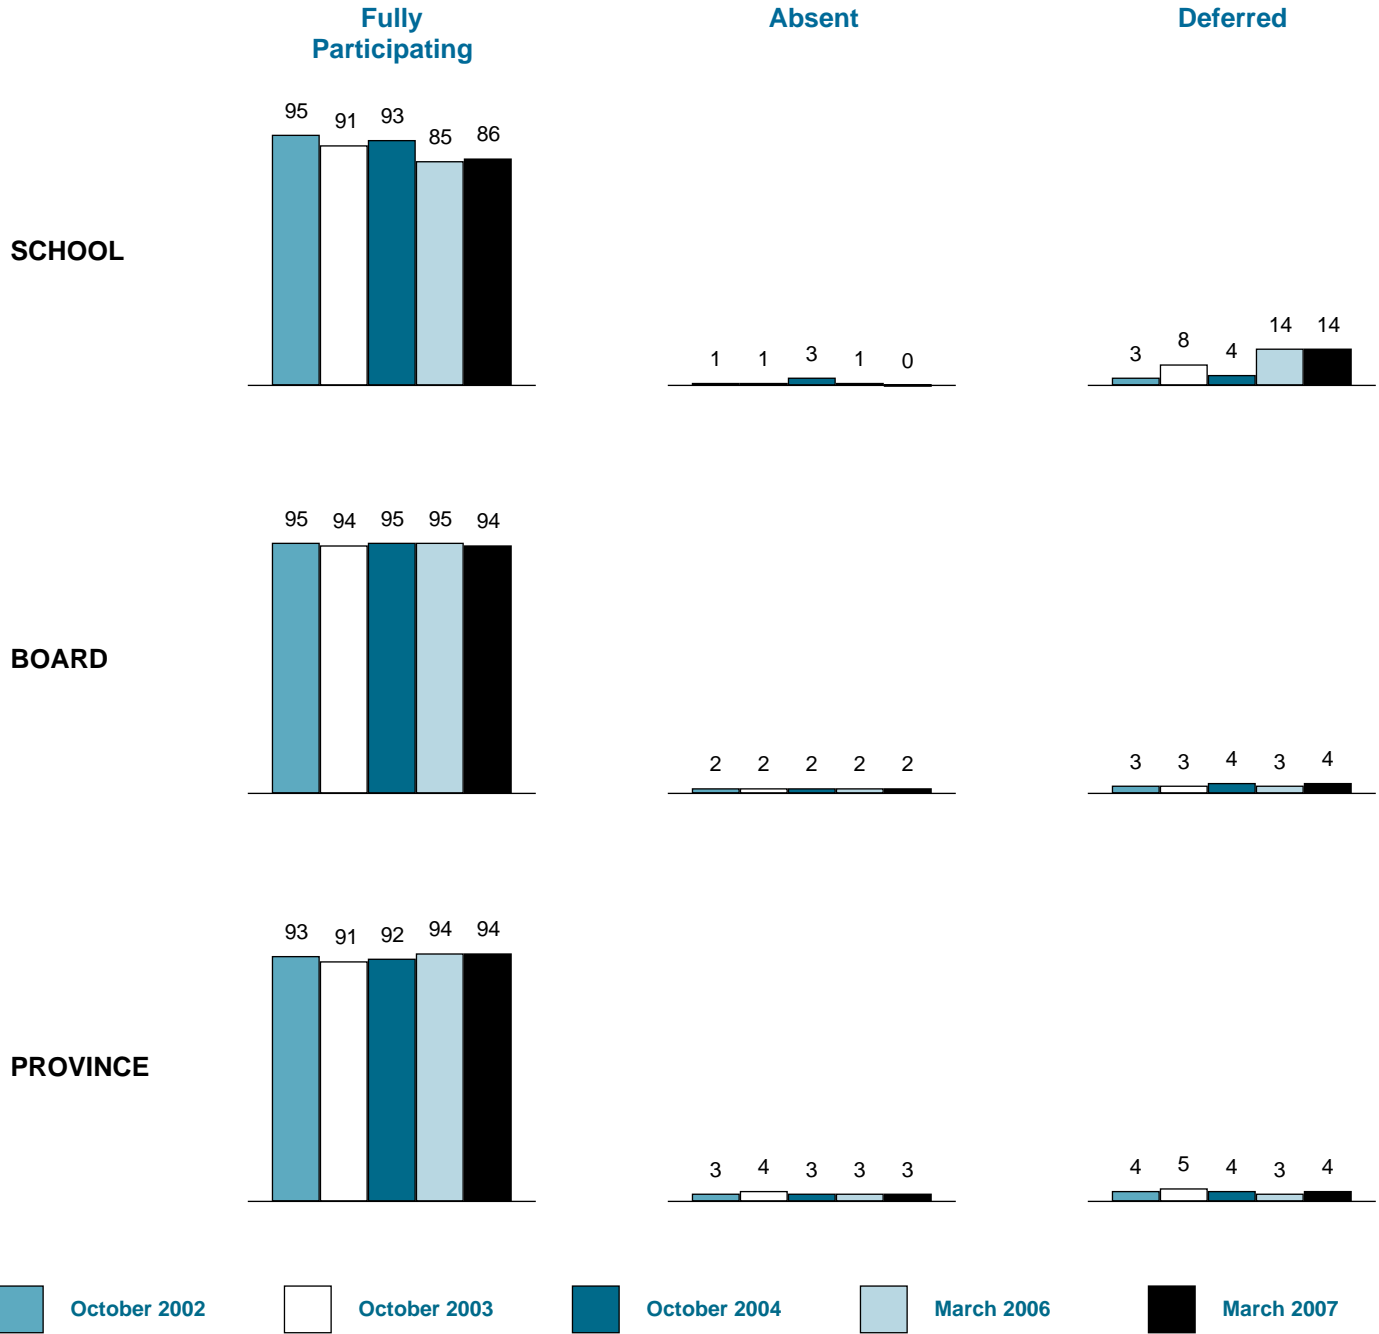 Fully
Participating
Absent
Deferred
SCHOOL
95 91 93 85 86
1 1 3 1 0
3 8 4 14 14
BOARD
95 94 95 95 94
2 2 2 2 2
3 3 4 3 4
PROVINCE
93 91 92 94 94
3 4 3 3 3
4 5 4 3 4
October 2002
October 2003
October 2004
March 2006
March 2007